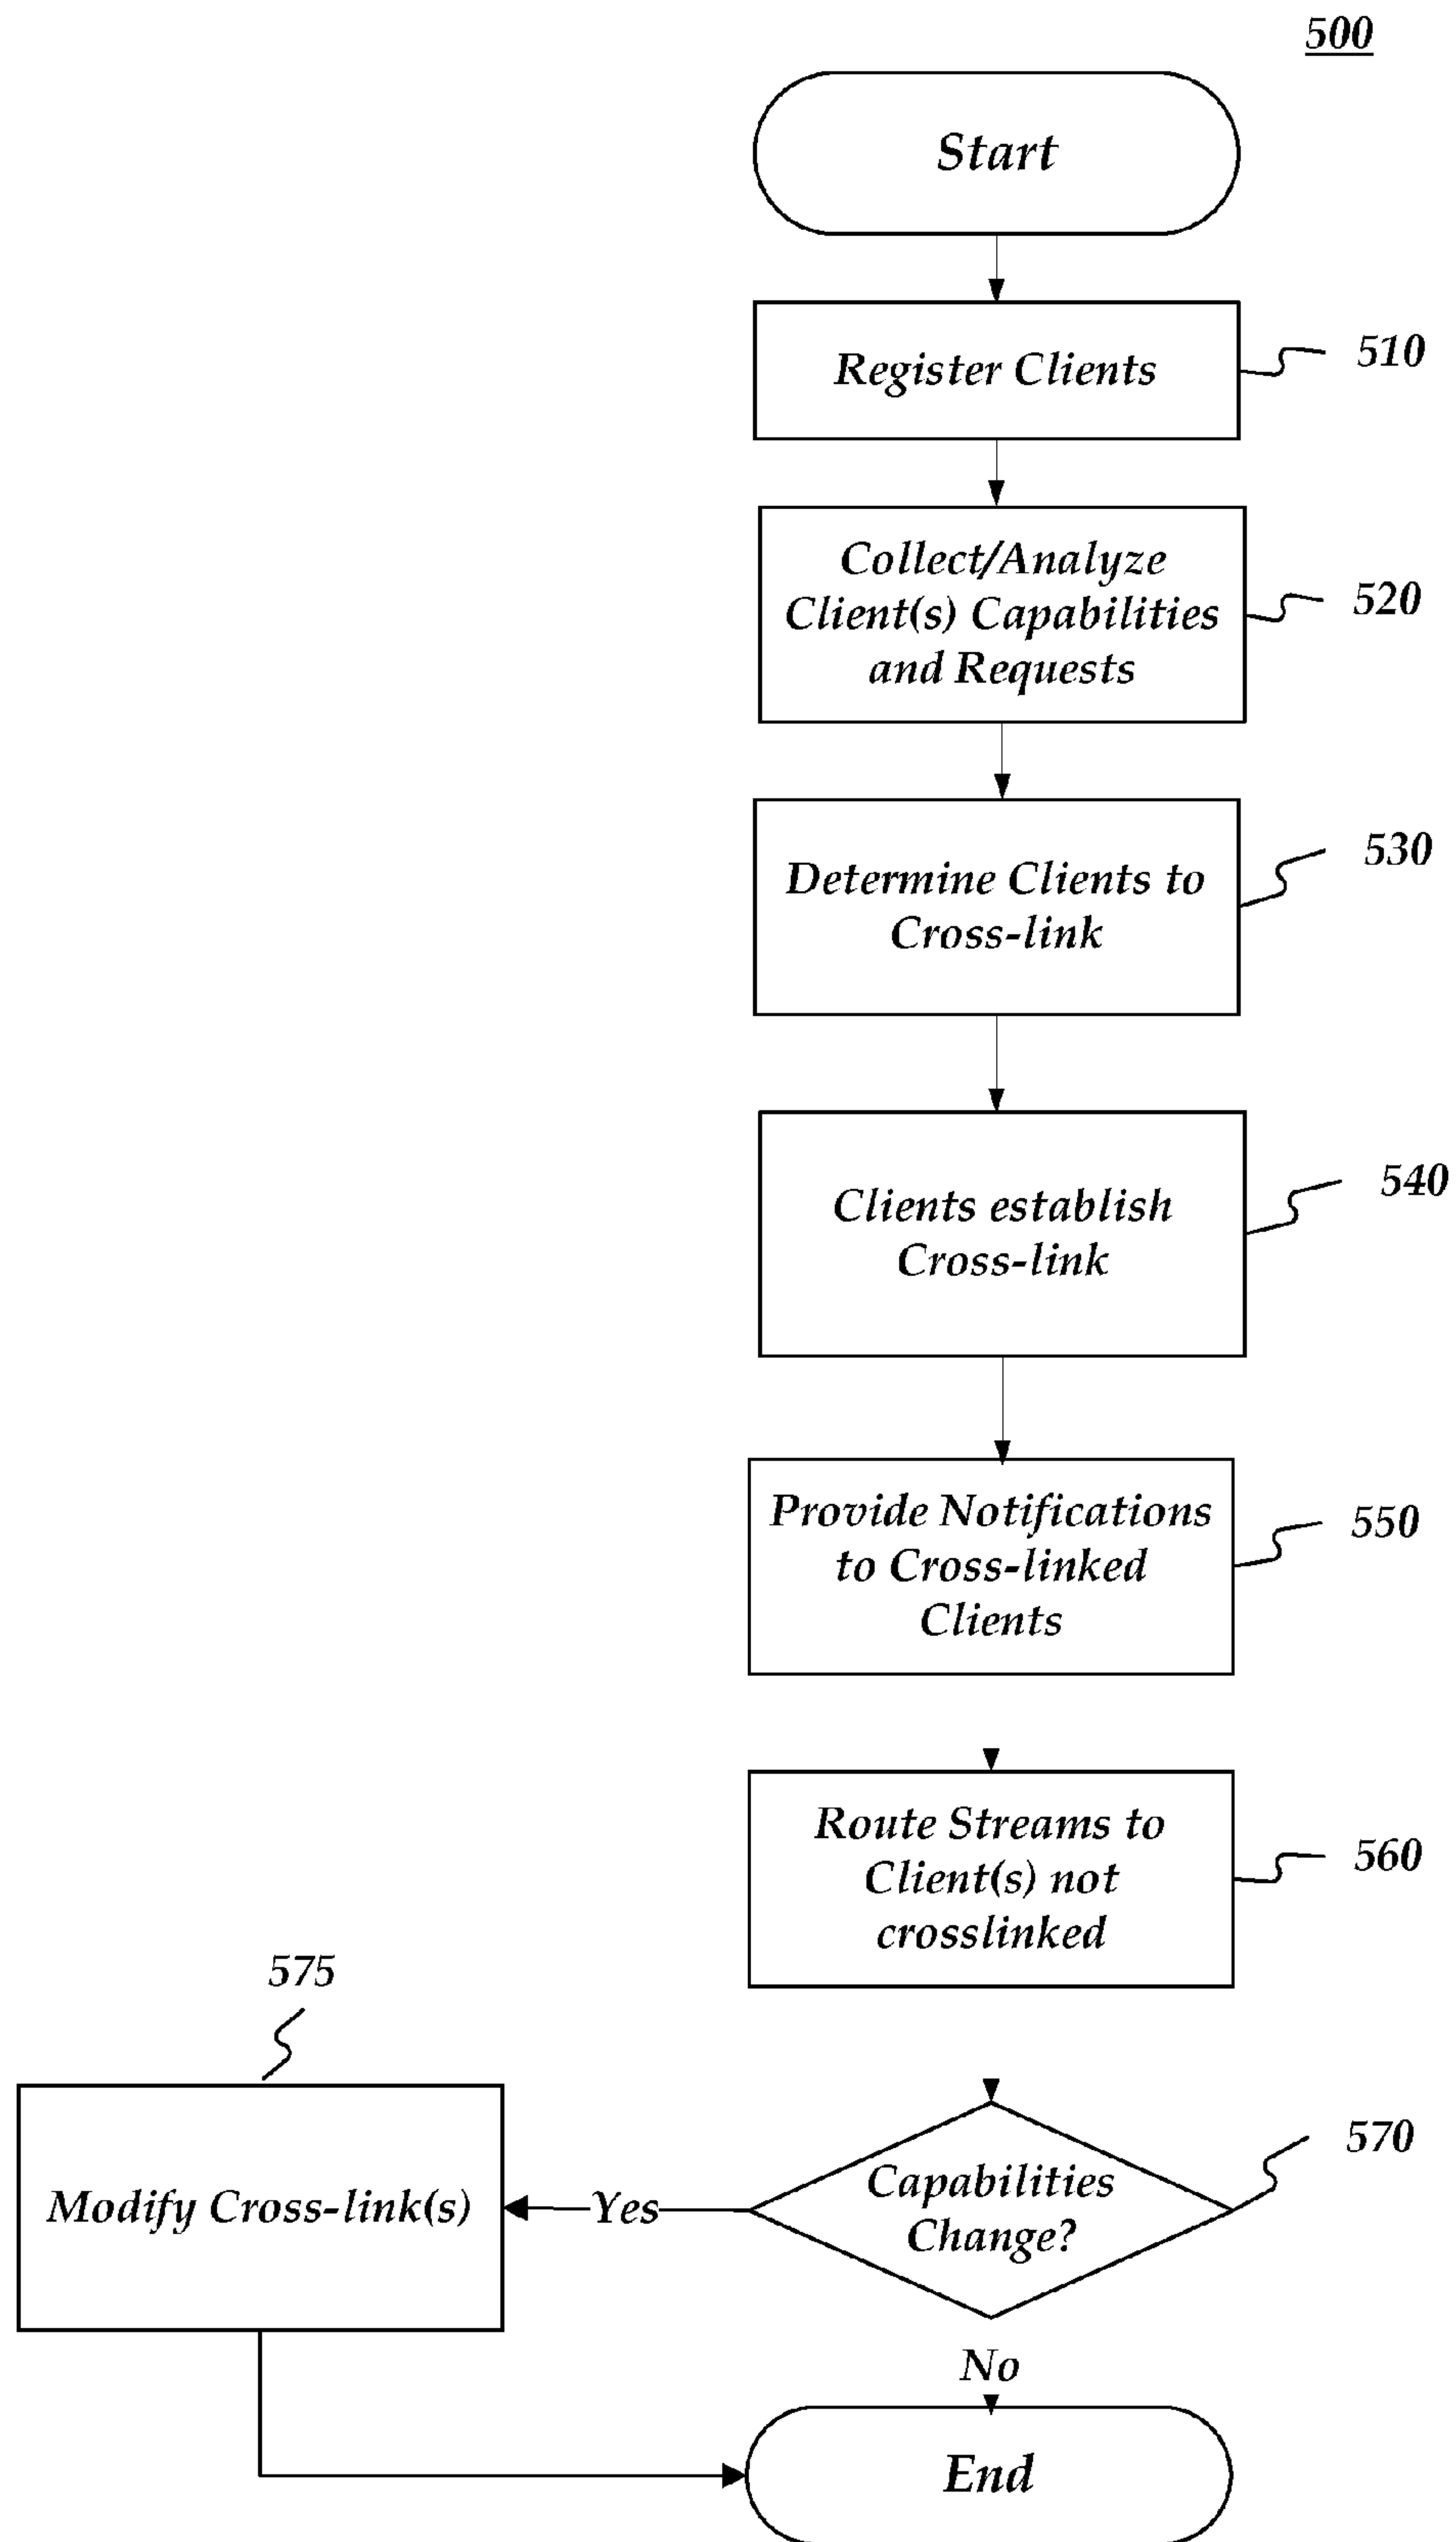 500
Start
Register Clients
510
Collect/Analyze
Client(s) Capabilities
and Requests
520
Determine Clients to
Cross-link
530
Clients establish
Cross-link
540
Provide Notifications
to Cross-linked
Clients
550
Route Streams to
Client(s) not
crosslinked
560
575
Modify Cross-link(s)
Yes
Capabilities
Change?
570
No
End